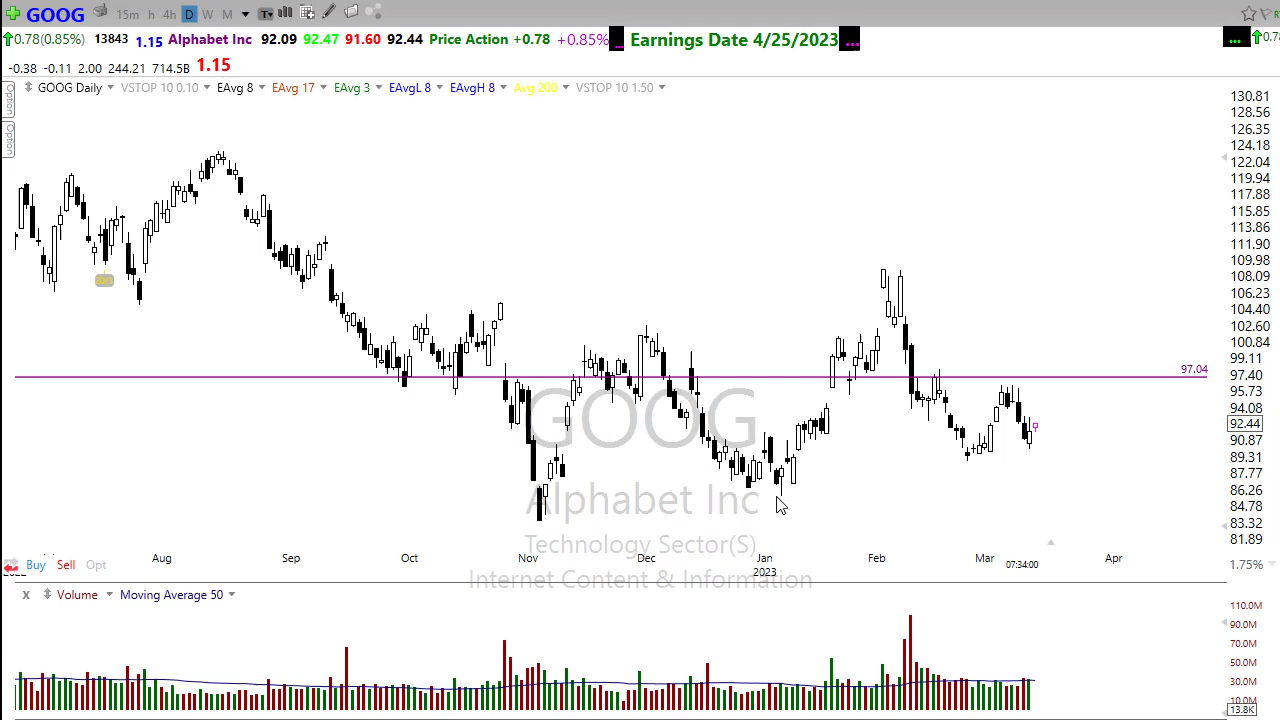 GOOG 15m h 4h D W M T
0.78(0.85%) 13843 1.15 Alphabet Inc 92.09 92.47 91.60 92.44 Price Action +0.78 +0.85% ... Earnings Date 4/25/2023 ... ... 0.78
-0.38 -0.11 2.00 244.21 714.5B 1.15
GOOG Daily VSTOP 10 0.10 EAvg 8 EAvg 17 EAvg 3 EAvgL 8 EAvgH 8 Avg 200 VSTOP 10 1.50
Option
Option
130.81
128.56
126.35
124.18
122.04
119.94
117.88
115.85
113.86
111.90
109.98
108.09
106.23
104.40
102.60
100.84
99.11
97.04
97.40
95.73
94.08
92.44
90.87
89.31
87.77
86.26
84.78
83.32
81.89
GOOG
Alphabet Inc
Technology Sector(S)
Internet Content & Information
Aug Sep Oct Nov Dec Jan Feb Mar Apr
2023
07:34:00
Buy Sell Opt
1.75%
x Volume Moving Average 50
110.0M
90.0M
70.0M
50.0M
30.0M
10.0M
13.8K